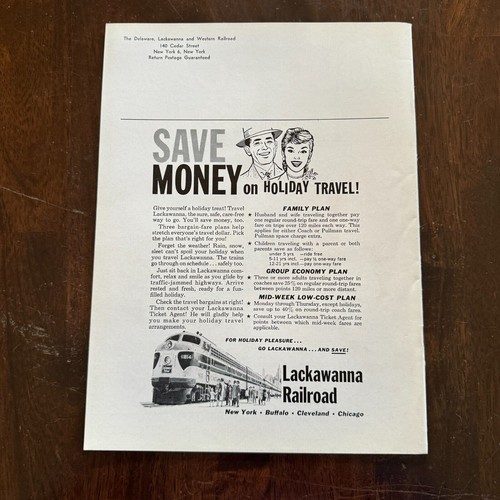 The Delaware, Lackawanna and Western Railroad
140 Cedar Street
New York 6, New York
Return Postage Guaranteed
SAVE
MONEY on HOLIDAY TRAVEL!
Give yourself a holiday treat! Travel
Lackawanna, the sure, safe, care-free
way to go. You'll save money, too.
Three bargain-fare plans help
stretch everyone's travel dollar. Pick
the plan that's right for you!
Forget the weather! Rain, snow,
sleet can't spoil your holiday when
you travel Lackawanna. The trains
go through on schedule . . . safely too.
Just sit back in Lackawanna com-
fort, relax and smile as you glide by
traffic-jammed highways. Arrive
rested and fresh, ready for a fun-
filled holiday.
Check the travel bargains at right!
Then contact your Lackawanna
Ticket Agent! He will gladly help
you make your holiday travel
arrangements.
FAMILY PLAN
★ Husband and wife traveling together pay
one regular round-trip fare and one one-way
fare on trips over 120 miles each way. This
applies for either Coach or Pullman travel.
Pullman space charge extra.
★ Children traveling with a parent or both
parents save as follows:
under 5 yrs —ride free
5-11 yrs incl. —pay ½ one-way fare
12-21 yrs incl.—pay one-way fare
GROUP ECONOMY PLAN
★ Three or more adults traveling together in
coaches save 25% on regular round-trip fares
between points 120 miles or more distant.
MID-WEEK LOW-COST PLAN
★ Monday through Thursday, except holidays,
save up to 40% on round-trip coach fares.
★ Consult your Lackawanna Ticket Agent for
points between which mid-week fares are
applicable.
FOR HOLIDAY PLEASURE . . .
GO LACKAWANNA . . . AND SAVE!
Lackawanna
Railroad
New York • Buffalo • Cleveland • Chicago